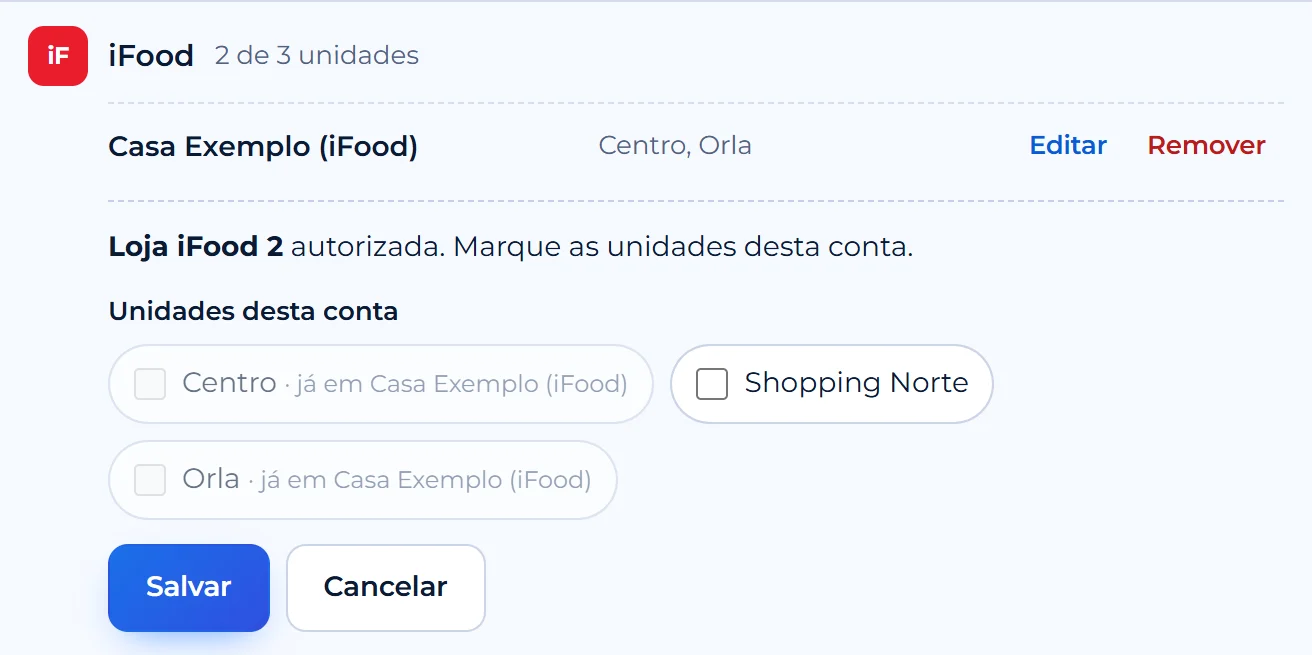 iF iFood 2 de 3 unidades
Casa Exemplo (iFood) Centro, Orla Editar Remover
Loja iFood 2 autorizada. Marque as unidades desta conta.
Unidades desta conta
Centro · já em Casa Exemplo (iFood) Shopping Norte
Orla · já em Casa Exemplo (iFood)
Salvar Cancelar